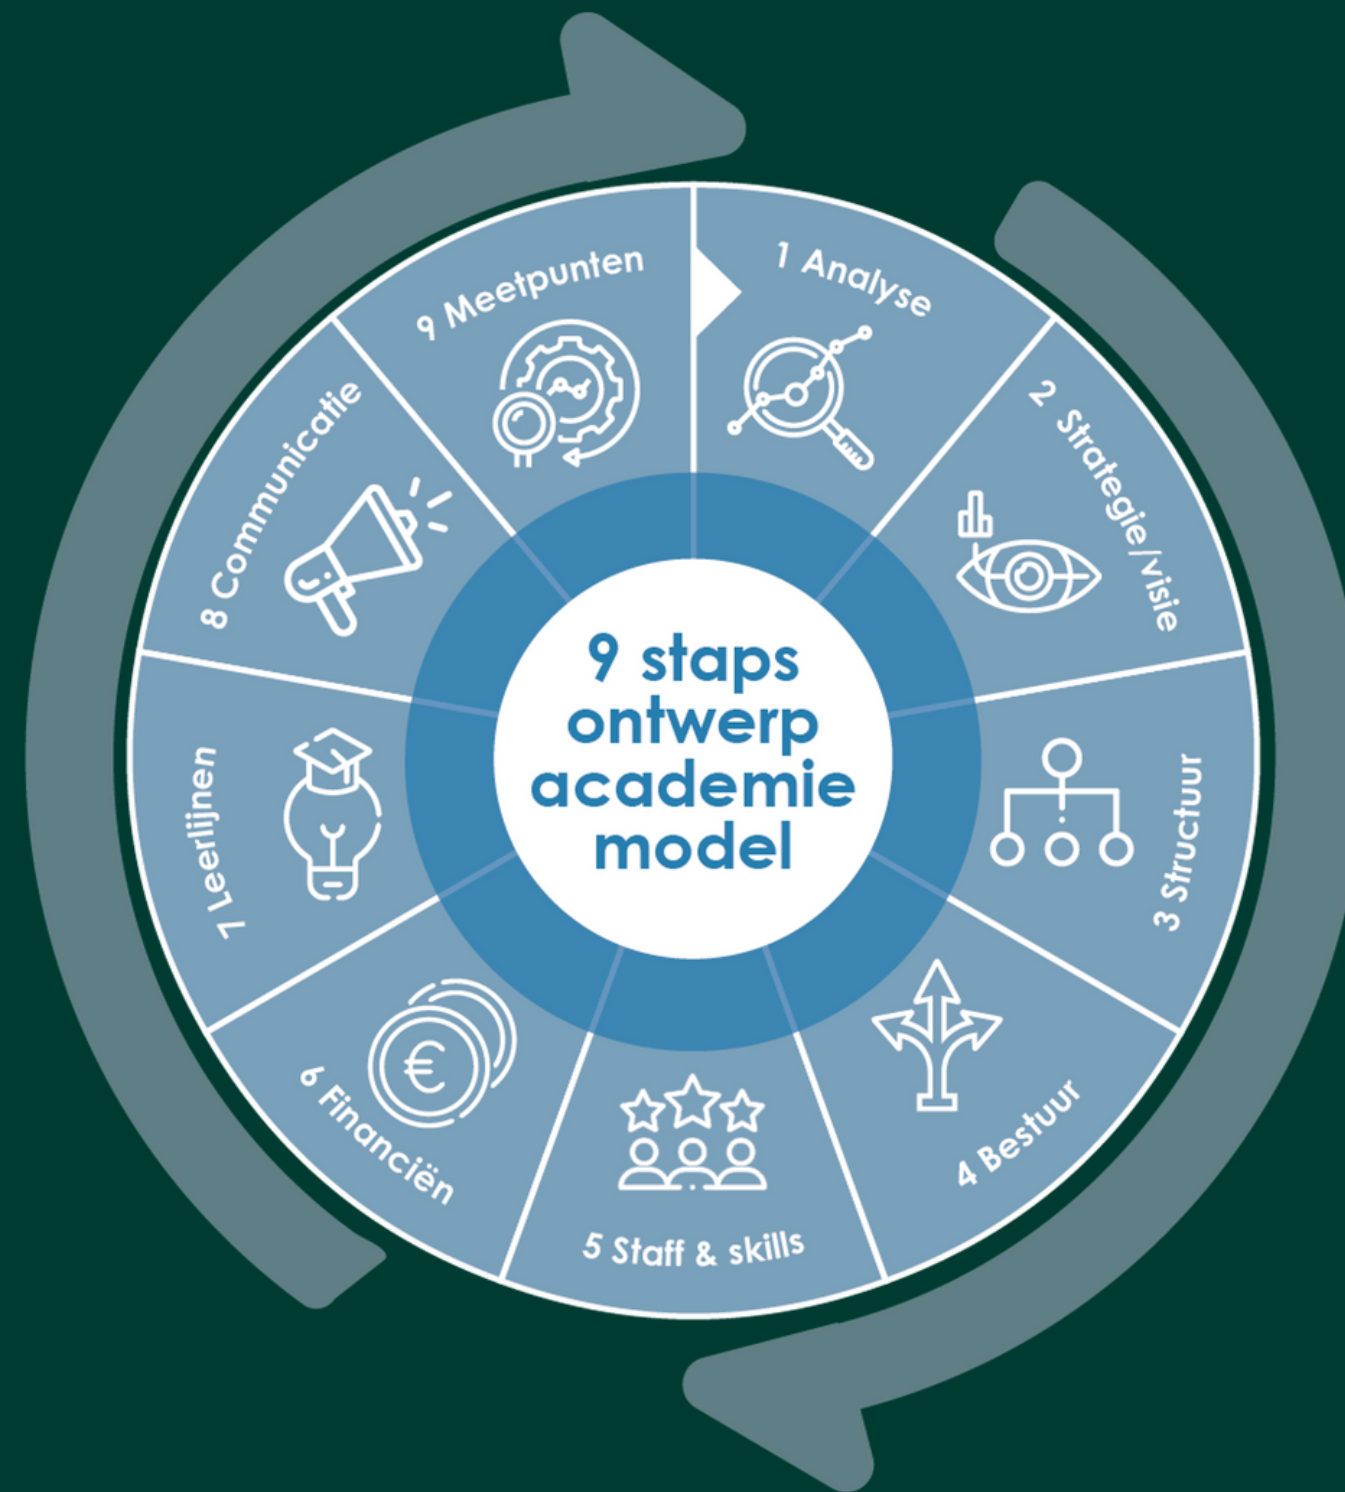 9 staps
ontwerp
academie
model
1 Analyse
2 Strategie/visie
3 Structuur
4 Bestuur
5 Staff & skills
6 Financiën
7 Leerlijnen
8 Communicatie
9 Meetpunten
€